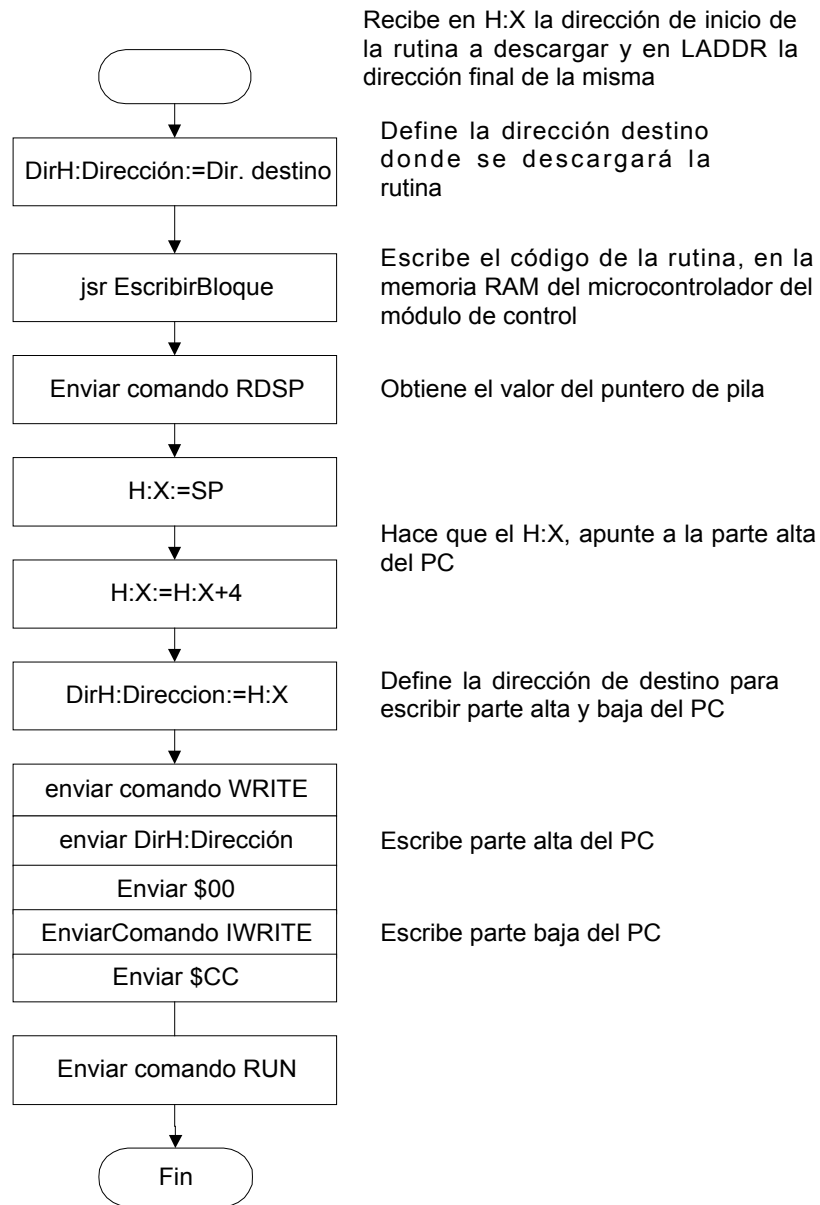 Recibe en H:X la dirección de inicio de
la rutina a descargar y en LADDR la
dirección final de la misma
DirH:Dirección:=Dir. destino
Define la dirección destino
donde se descargará la
rutina
jsr EscribirBloque
Escribe el código de la rutina, en la
memoria RAM del microcontrolador del
módulo de control
Enviar comando RDSP
Obtiene el valor del puntero de pila
H:X:=SP
Hace que el H:X, apunte a la parte alta
del PC
H:X:=H:X+4
DirH:Direccion:=H:X
Define la dirección de destino para
escribir parte alta y baja del PC
enviar comando WRITE
enviar DirH:Dirección
Escribe parte alta del PC
Enviar $00
EnviarComando IWRITE
Escribe parte baja del PC
Enviar $CC
Enviar comando RUN
Fin